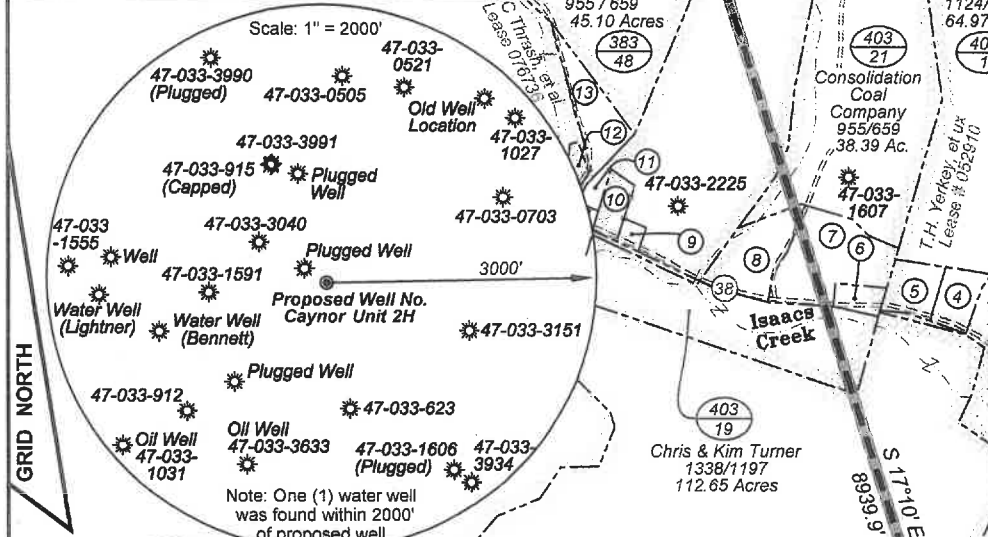 Scale: 1" = 2000'
47-033-3990
(Plugged)
47-033-0505
47-033-
0521
Old Well
Location
47-033-
1027
47-033-3991
47-033-915
(Capped)
Plugged
Well
47-033-0703
47-033-3040
47-033
-1555
Well
Plugged Well
47-033-1591
3000'
Water Well
(Lightner)
Water Well
(Bennett)
Proposed Well No.
Caynor Unit 2H
47-033-3151
Plugged Well
47-033-912
47-033-623
Oil Well
47-033-
1031
Oil Well
47-033-3633
47-033-1606
(Plugged)
47-033-
3934
Note: One (1) water well
was found within 2000'
of proposed well
GRID NORTH
C Thrash, et al
Lease 076736
955 / 659
45.10 Acres
383
48
13
12
11
10
9
47-033-2225
403
21
Consolidation
Coal
Company
955/659
38.39 Ac.
47-033-
1607
1124/
64.97
T.H. Yerkey, et ux
Lease # 052910
8
7
6
5
4
38
Isaacs
Creek
403
19
Chris & Kim Turner
1338/1197
112.65 Acres
S 17°10' E
8939.9'